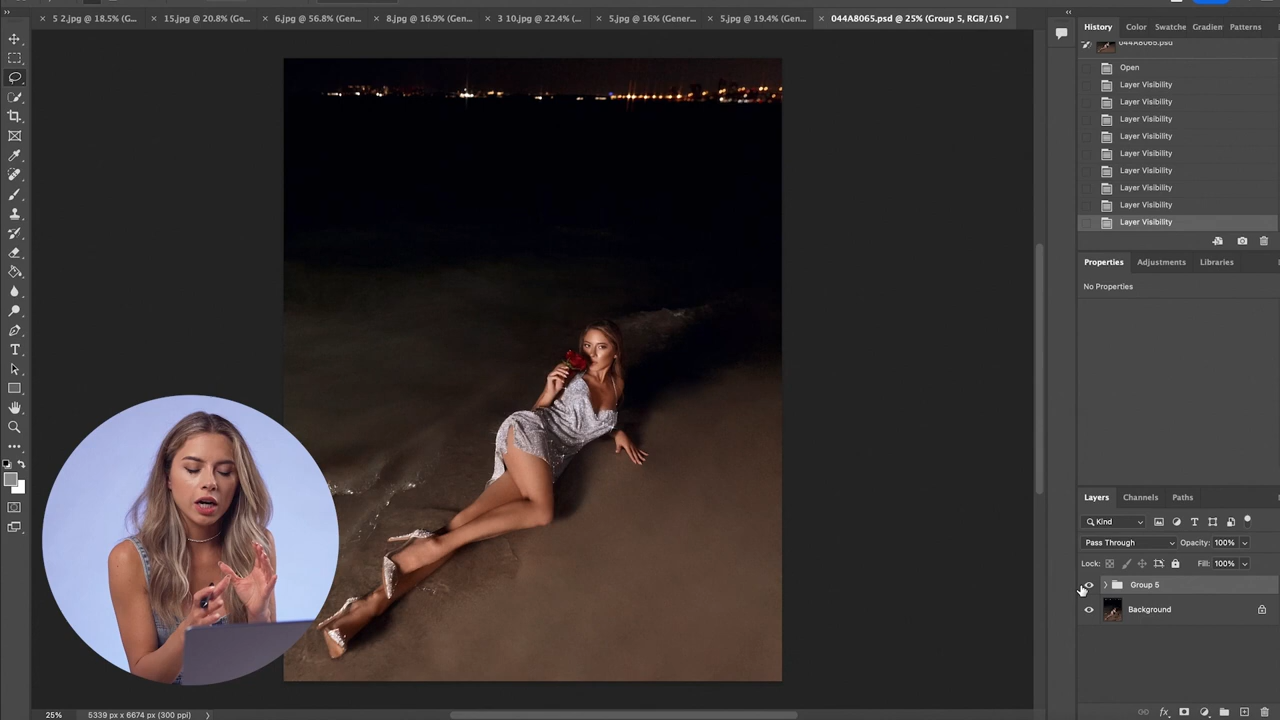 5 2.jpg @ 18.5% (G...
15.jpg @ 20.8% (Ge...
6.jpg @ 56.8% (Gen...
8.jpg @ 16.9% (Gen...
3 10.jpg @ 22.4% (...
5.jpg @ 16% (Gener...
5.jpg @ 19.4% (Gen...
044A8065.psd @ 25% (Group 5, RGB/16) *
History
Color
Swatche
Gradien
Patterns
044A8065.psd
Open
Layer Visibility
Layer Visibility
Layer Visibility
Layer Visibility
Layer Visibility
Layer Visibility
Layer Visibility
Layer Visibility
Layer Visibility
Properties
Adjustments
Libraries
No Properties
Layers
Channels
Paths
Kind
Pass Through
Opacity: 100%
Lock:
Fill: 100%
Group 5
Background
25%
5339 px x 6674 px (300 ppi)